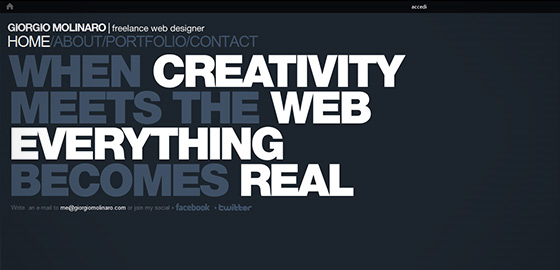 accedi
GIORGIO MOLINARO | freelance web designer
HOME/ABOUT/PORTFOLIO/CONTACT
WHEN CREATIVITY
MEETS THE WEB
EVERYTHING
BECOMES REAL
Write an e-mail to me@giorgiomolinaro.com or join my social • facebook • twitter